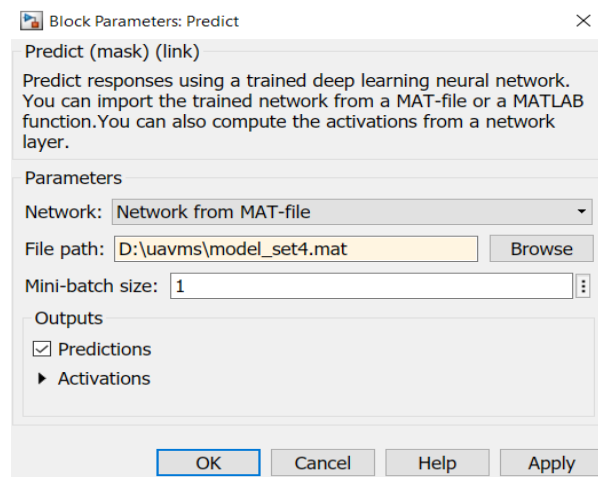 Block Parameters: Predict
Predict (mask) (link)
Predict responses using a trained deep learning neural network.
You can import the trained network from a MAT-file or a MATLAB
function.You can also compute the activations from a network
layer.
Parameters
Network: Network from MAT-file
File path: D:\uavms\model_set4.mat Browse
Mini-batch size: 1
Outputs
Predictions
Activations
OK Cancel Help Apply